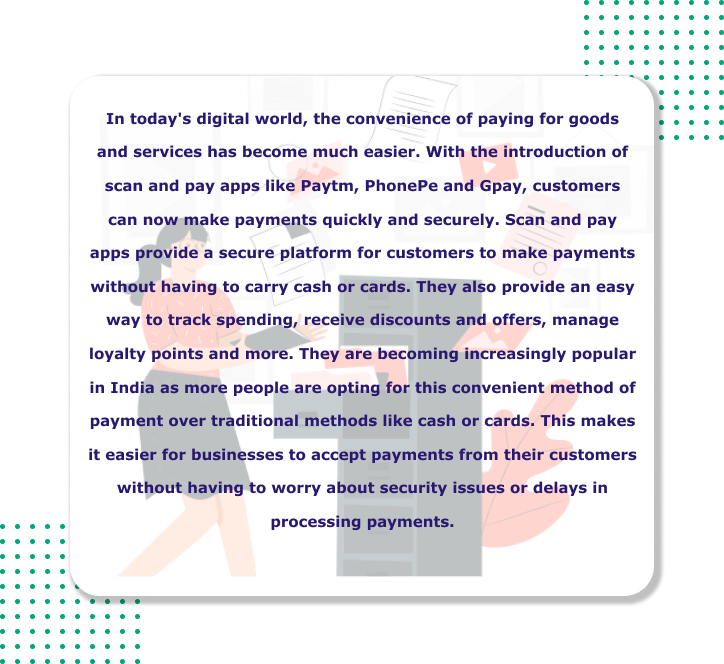 In today's digital world, the convenience of paying for goods
and services has become much easier. With the introduction of
scan and pay apps like Paytm, PhonePe and Gpay, customers
can now make payments quickly and securely. Scan and pay
apps provide a secure platform for customers to make payments
without having to carry cash or cards. They also provide an easy
way to track spending, receive discounts and offers, manage
loyalty points and more. They are becoming increasingly popular
in India as more people are opting for this convenient method of
payment over traditional methods like cash or cards. This makes
it easier for businesses to accept payments from their customers
without having to worry about security issues or delays in
processing payments.